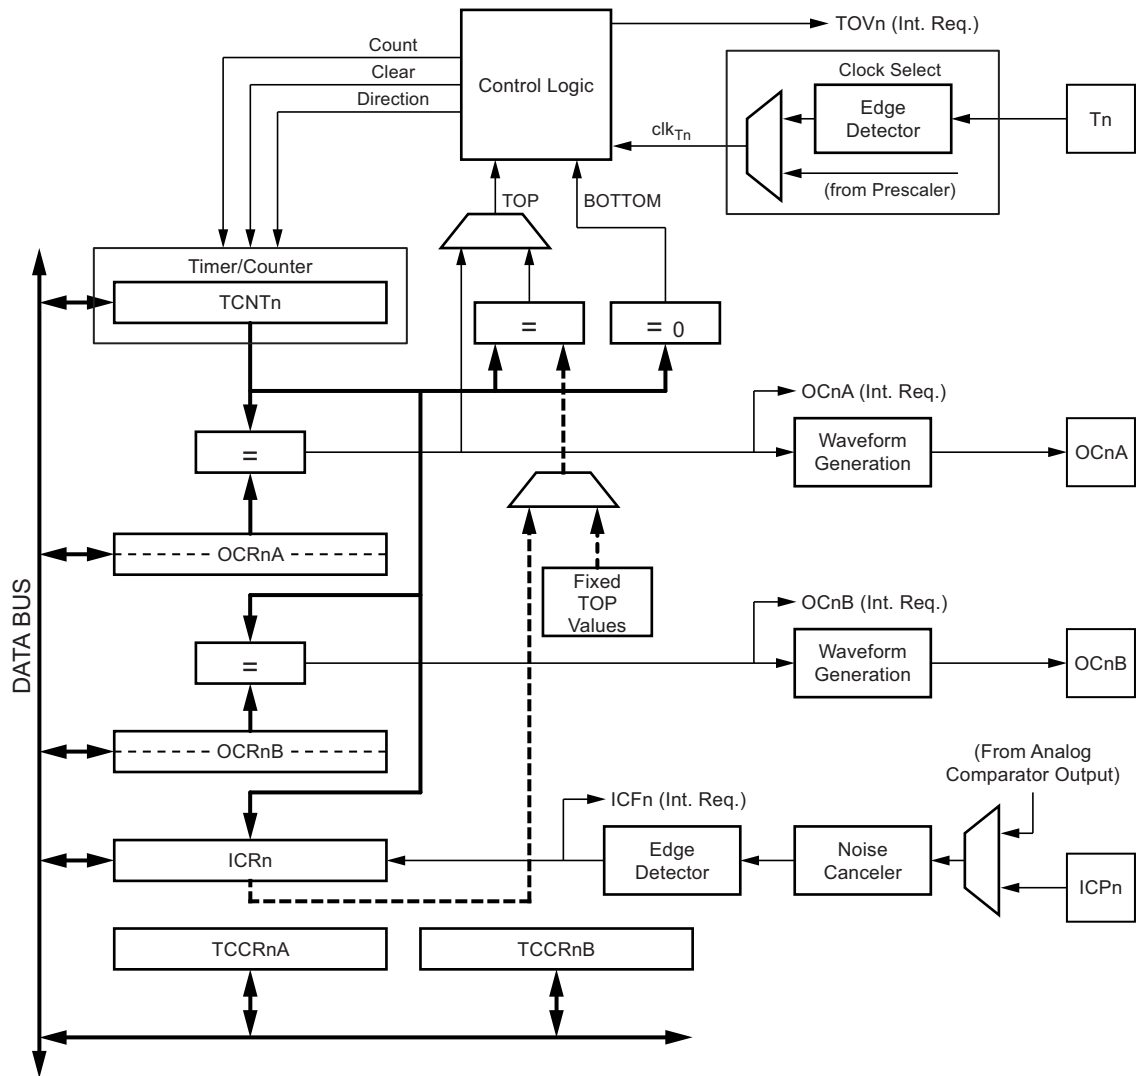 TOVn (Int. Req.)
Count
Clear
Direction
Control Logic
Clock Select
Edge
Detector
Tn
clkTn
(from Prescaler)
TOP
BOTTOM
Timer/Counter
TCNTn
=
= 0
OCnA (Int. Req.)
=
Waveform
Generation
OCnA
OCRnA
Fixed
TOP
Values
DATA BUS
OCnB (Int. Req.)
=
Waveform
Generation
OCnB
OCRnB
(From Analog
Comparator Output)
ICFn (Int. Req.)
ICRn
Edge
Detector
Noise
Canceler
ICPn
TCCRnA
TCCRnB